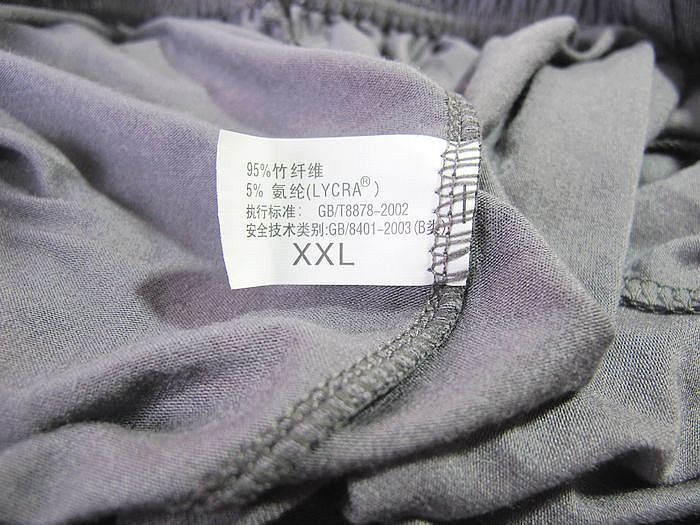 95%竹纤维
5% 氨纶(LYCRA®)
执行标准: GB/T8878-2002
安全技术类别:GB/8401-2003(B类)
XXL